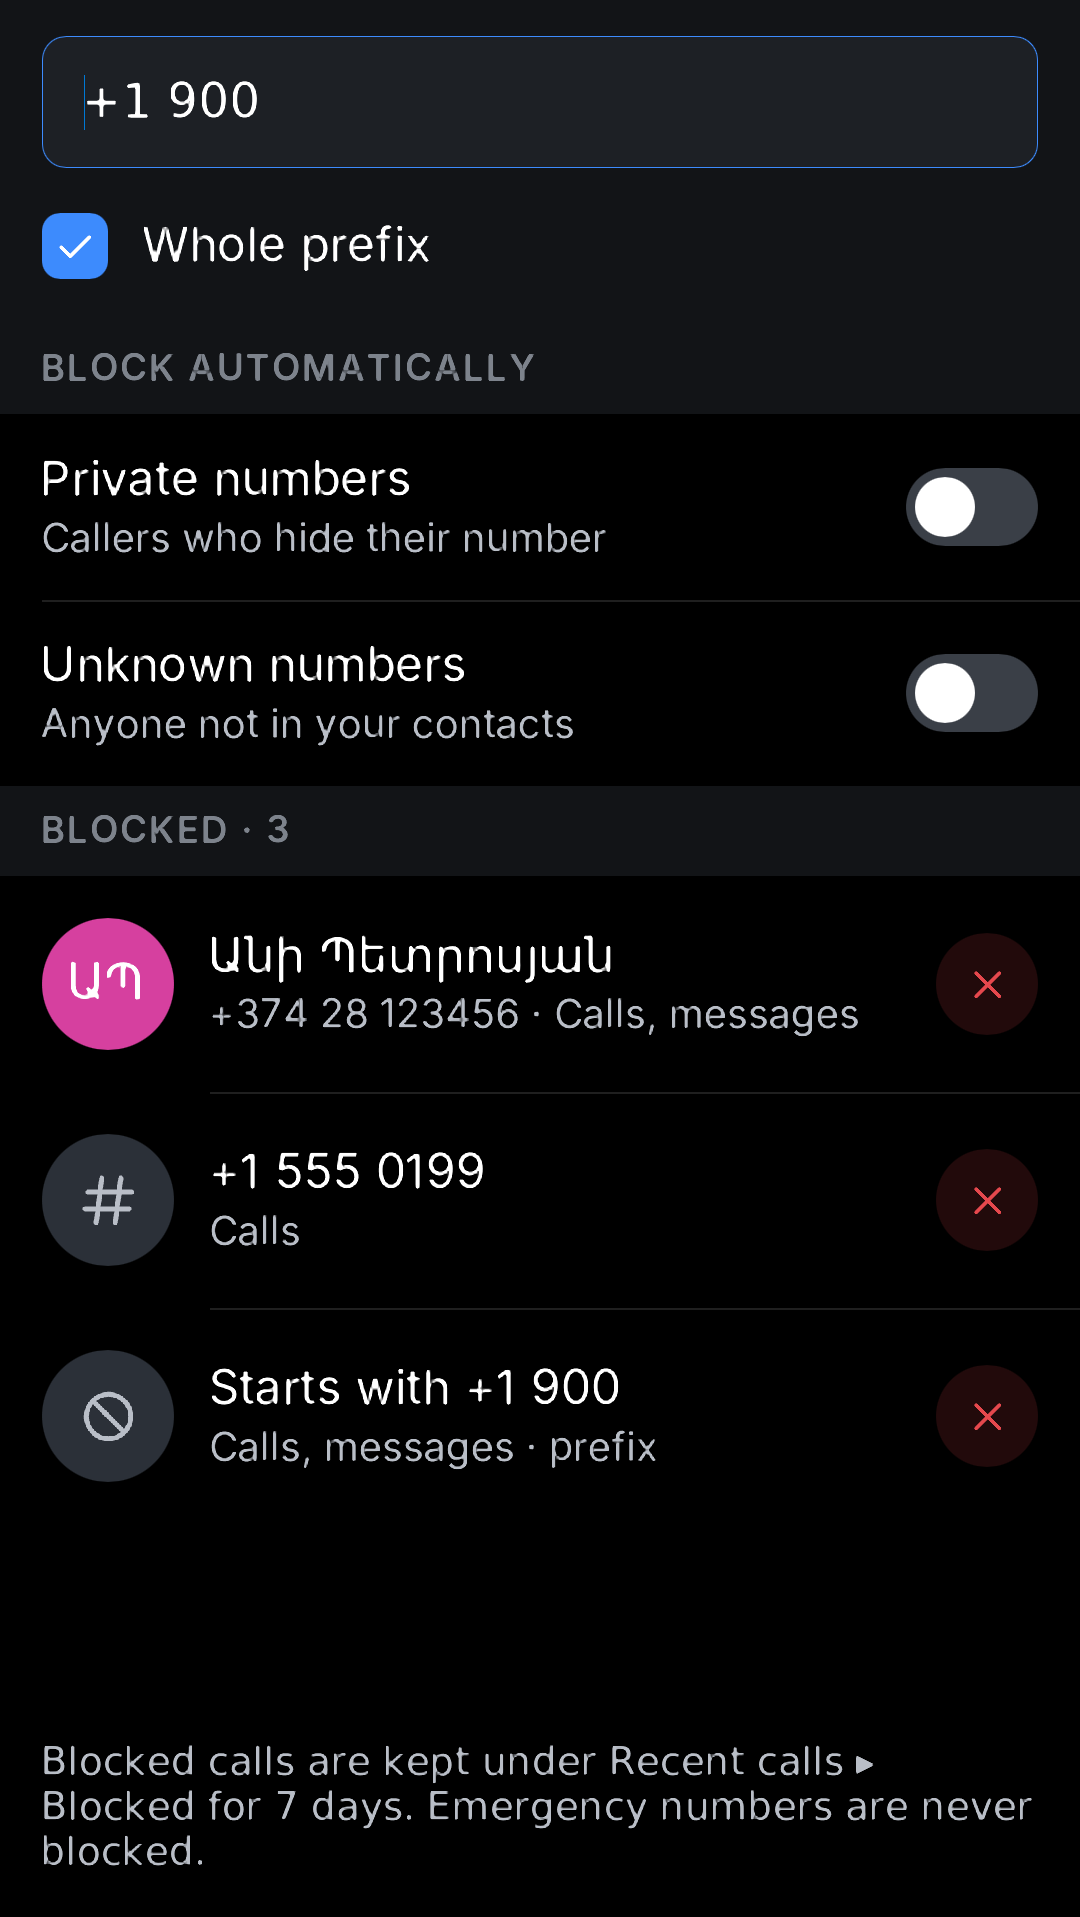 +1 900
Whole prefix
BLOCK AUTOMATICALLY
Private numbers
Callers who hide their number
Unknown numbers
Anyone not in your contacts
BLOCKED · 3
ԱՊ
Անի Պետրոսյան
+374 28 123456 · Calls, messages
#
+1 555 0199
Calls
Starts with +1 900
Calls, messages · prefix
Blocked calls are kept under Recent calls ▸
Blocked for 7 days. Emergency numbers are never
blocked.